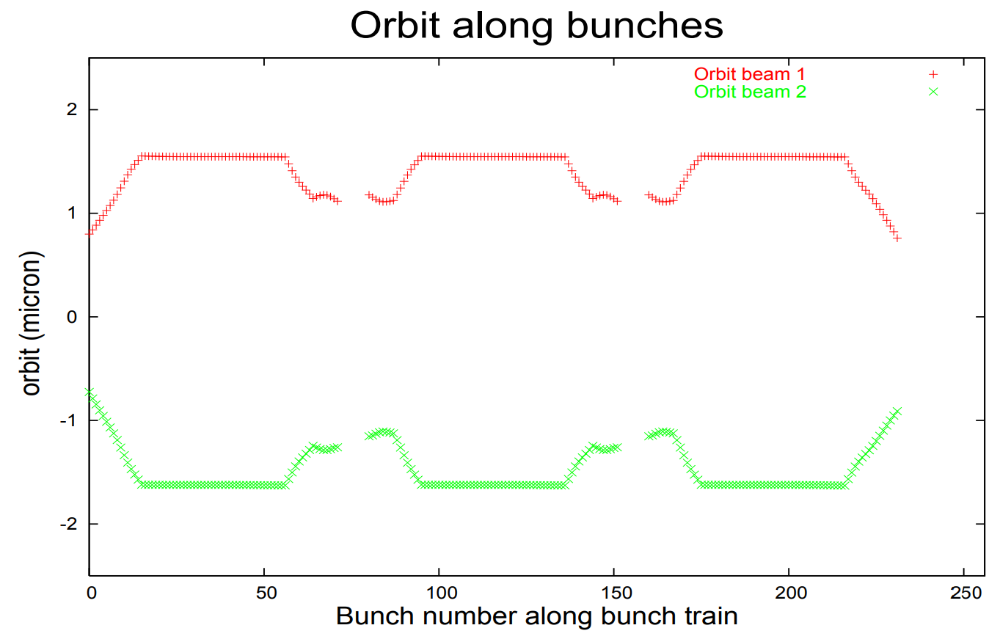 Orbit along bunches
Orbit beam 1
Orbit beam 2
2
1
0
-1
-2
orbit (micron)
0 50 100 150 200 250
Bunch number along bunch train